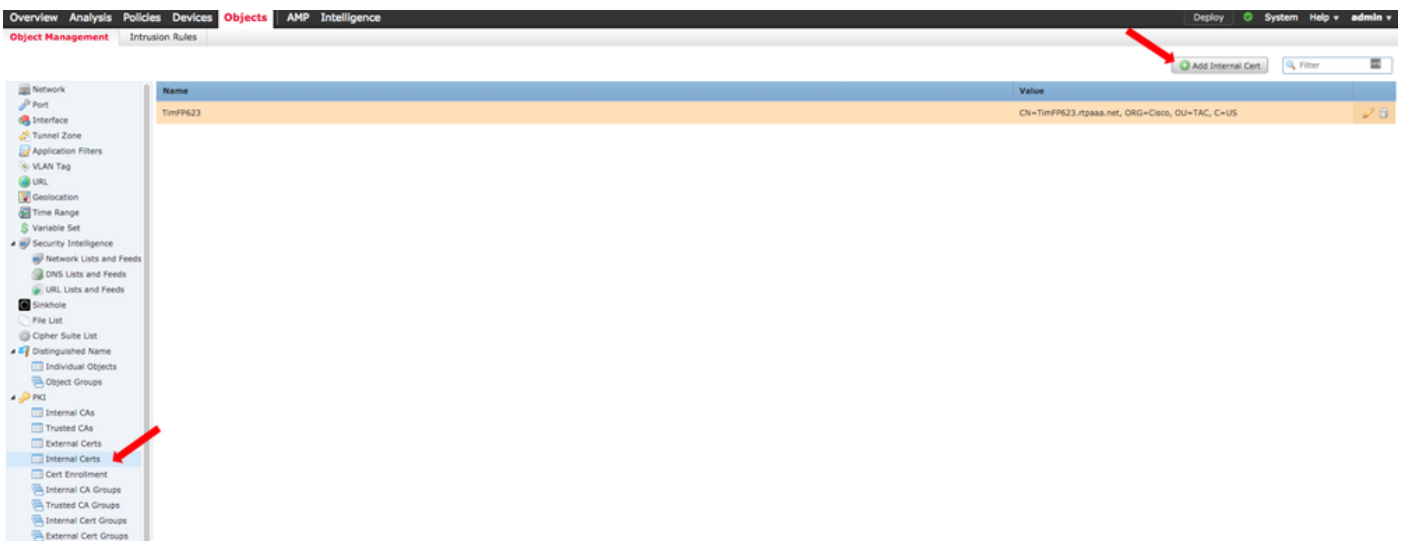 Overview Analysis Policies Devices Objects AMP Intelligence Deploy System Help admin
Object Management Intrusion Rules
Add Internal Cert Filter
Network
Port
Interface
Tunnel Zone
Application Filters
VLAN Tag
URL
Geolocation
Time Range
Variable Set
Security Intelligence
Network Lists and Feeds
DNS Lists and Feeds
URL Lists and Feeds
Sinkhole
File List
Cipher Suite List
Distinguished Name
Individual Objects
Object Groups
PKI
Internal CAs
Trusted CAs
External Certs
Internal Certs
Cert Enrollment
Internal CA Groups
Trusted CA Groups
Internal Cert Groups
External Cert Groups
Name Value
TimFP623 CN=TimFP623.rtpaaa.net, ORG=Cisco, OU=TAC, C=US